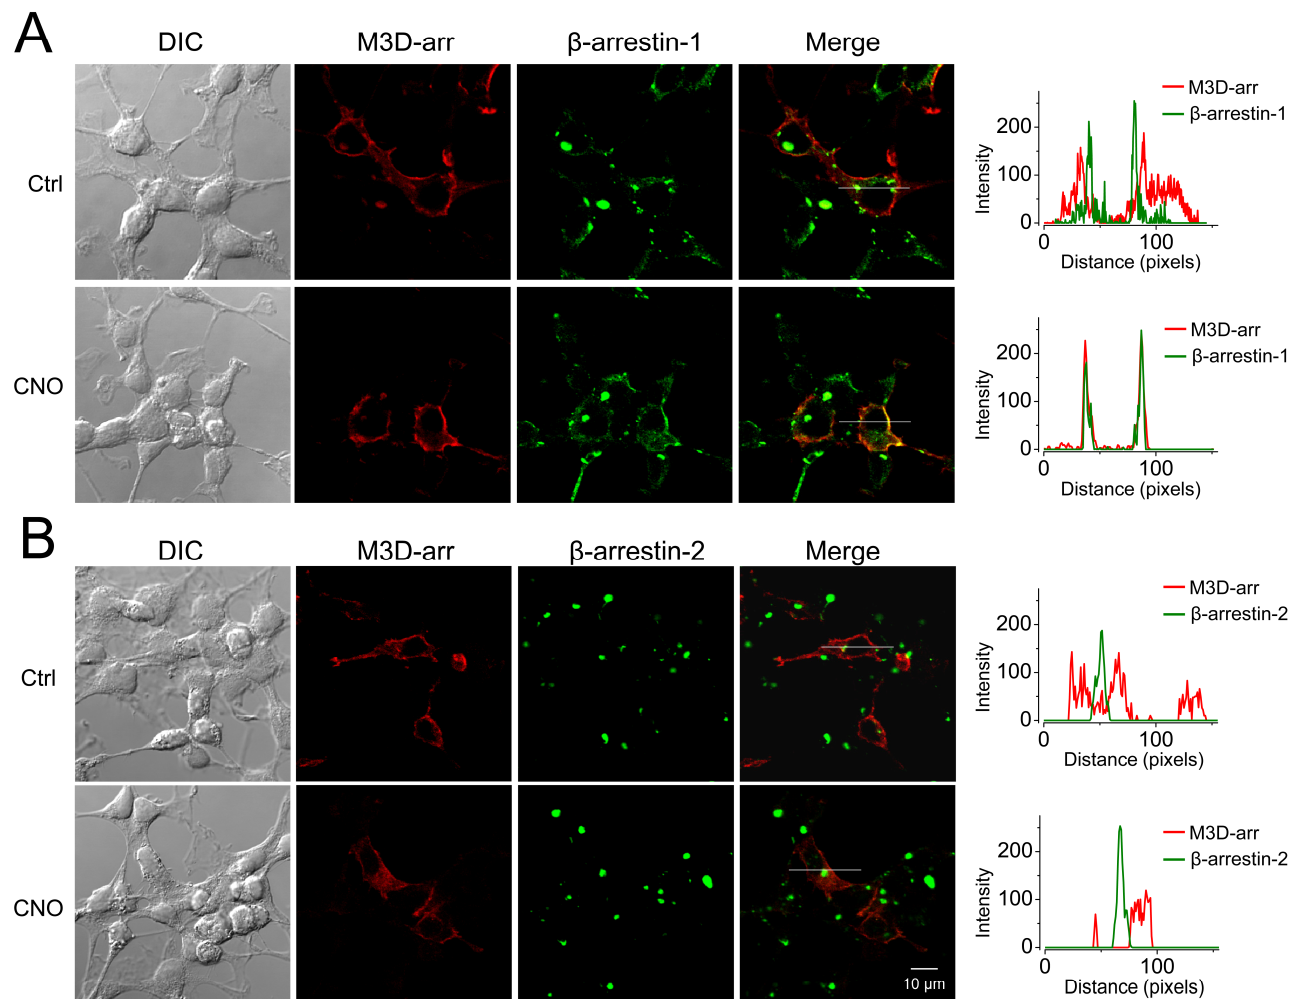 A
DIC
M3D-arr
β-arrestin-1
Merge
Ctrl
M3D-arr
β-arrestin-1
200
100
0
Intensity
0
100
Distance (pixels)
CNO
M3D-arr
β-arrestin-1
200
100
0
Intensity
0
100
Distance (pixels)
B
DIC
M3D-arr
β-arrestin-2
Merge
Ctrl
M3D-arr
β-arrestin-2
200
100
0
Intensity
0
100
Distance (pixels)
CNO
10 μm
M3D-arr
β-arrestin-2
200
100
0
Intensity
0
100
Distance (pixels)